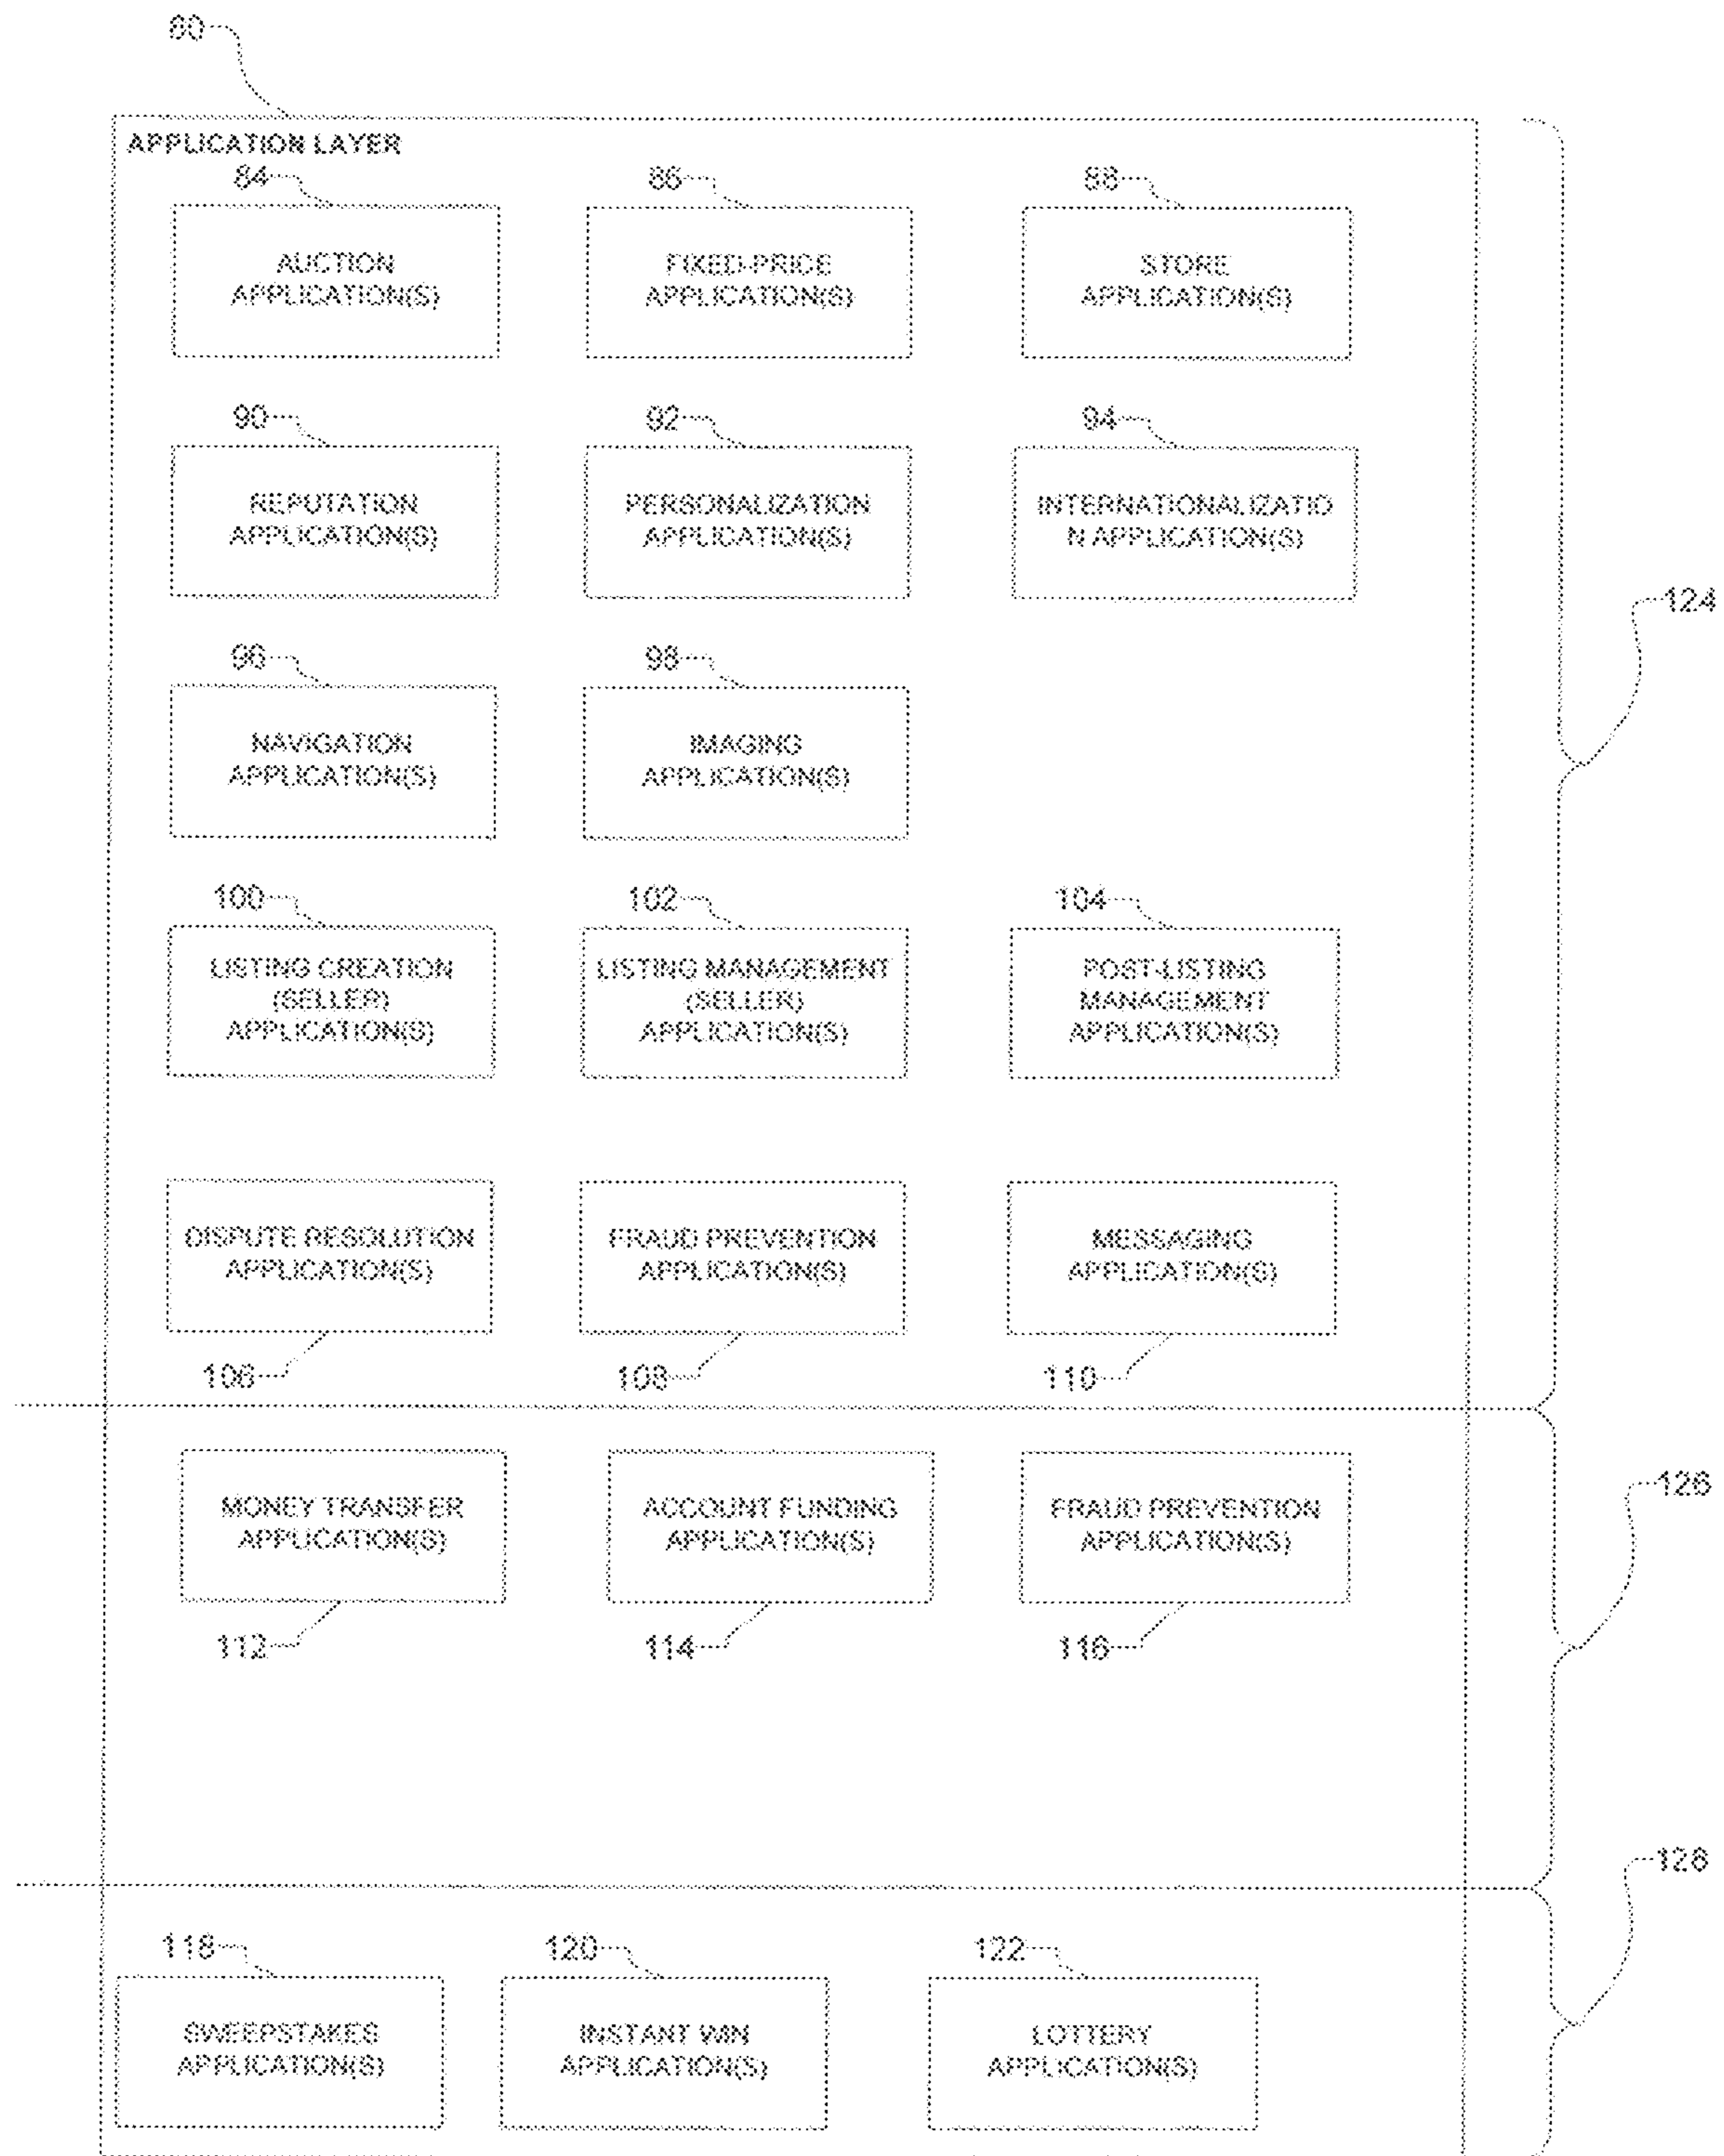 80
APPLICATION LAYER
84 86 88
AUCTION
APPLICATION(S)
FIXED-PRICE
APPLICATION(S)
STORE
APPLICATION(S)
90 92 94
REPUTATION
APPLICATION(S)
PERSONALIZATION
APPLICATION(S)
INTERNATIONALIZATIO
N APPLICATION(S)
124
96 98
NAVIGATION
APPLICATION(S)
IMAGING
APPLICATION(S)
100 102 104
LISTING CREATION
(SELLER)
APPLICATION(S)
LISTING MANAGEMENT
(SELLER)
APPLICATION(S)
POST-LISTING
MANAGEMENT
APPLICATION(S)
DISPUTE RESOLUTION
APPLICATION(S)
FRAUD PREVENTION
APPLICATION(S)
MESSAGING
APPLICATION(S)
106 108 110
MONEY TRANSFER
APPLICATION(S)
ACCOUNT FUNDING
APPLICATION(S)
FRAUD PREVENTION
APPLICATION(S)
126
112 114 116
128
118 120 122
SWEEPSTAKES
APPLICATION(S)
INSTANT WIN
APPLICATION(S)
LOTTERY
APPLICATION(S)